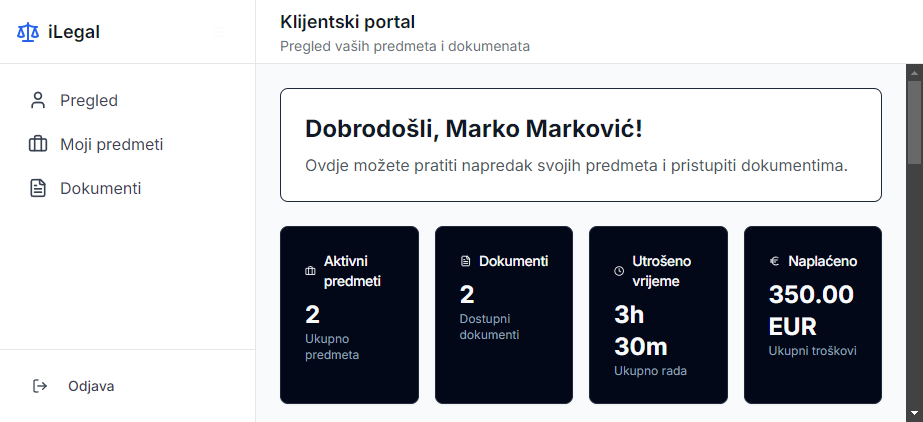 iLegal
Klijentski portal
Pregled vaših predmeta i dokumenata
Pregled
Moji predmeti
Dokumenti
Odjava
Dobrodošli, Marko Marković!
Ovdje možete pratiti napredak svojih predmeta i pristupiti dokumentima.
Aktivni
predmeti
2
Ukupno
predmeta
Dokumenti
2
Dostupni
dokumenti
Utrošeno
vrijeme
3h
30m
Ukupno rada
€ Naplaćeno
350.00
EUR
Ukupni troškovi